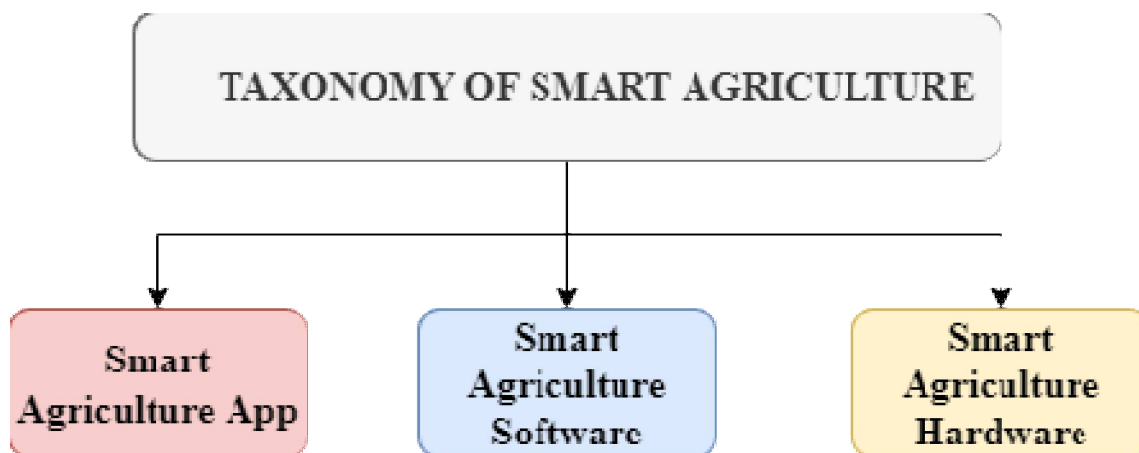 TAXONOMY OF SMART AGRICULTURE
Smart
Agriculture App
Smart
Agriculture
Software
Smart
Agriculture
Hardware